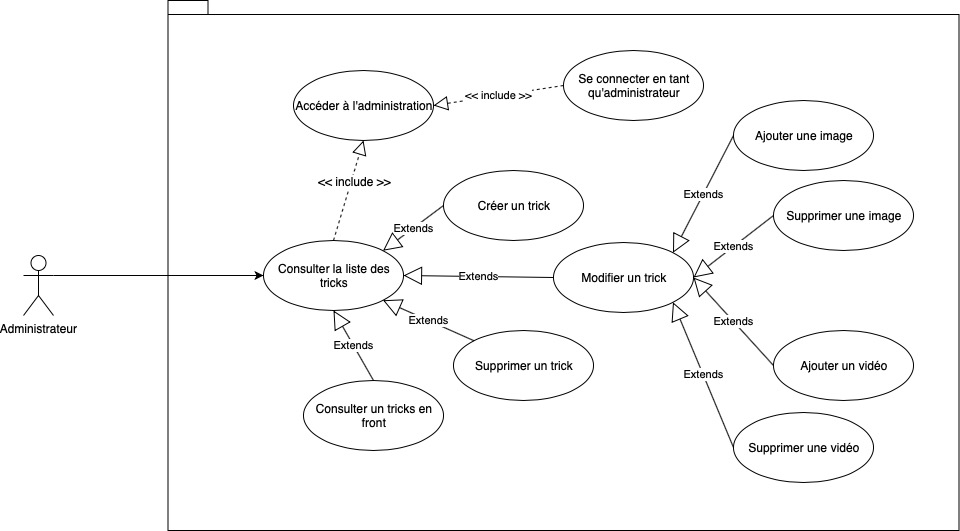 Se connecter en tant
qu'administrateur
<< include >>
Accéder à l'administration
Ajouter une image
<< include >>
Extends
Créer un trick
Supprimer une image
Extends
Extends
Consulter la liste des
tricks
Extends
Modifier un trick
Administrateur
Extends
Extends
Extends
Supprimer un trick
Ajouter un vidéo
Extends
Consulter un tricks en
front
Supprimer une vidéo